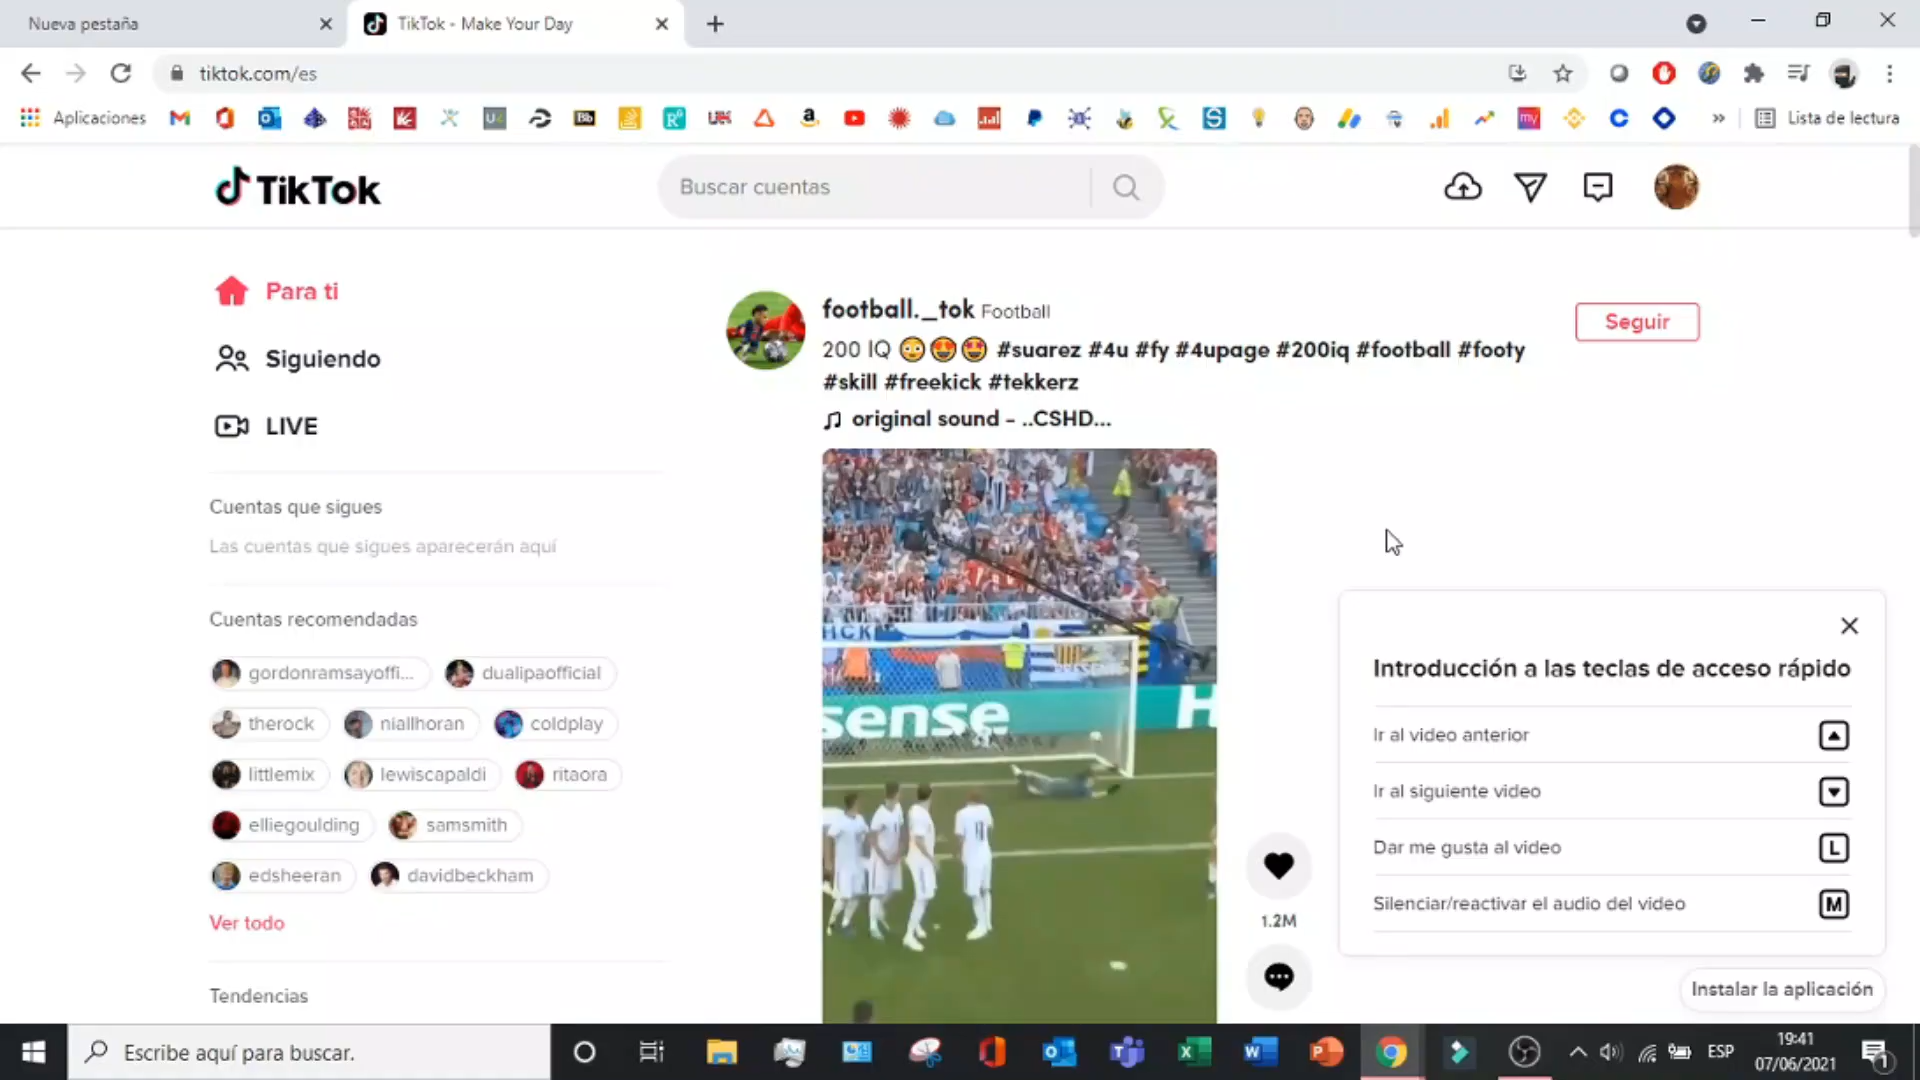 Nueva pestaña
TikTok - Make Your Day
tiktok.com/es
Aplicaciones
Bb
my
Lista de lectura
TikTok
Buscar cuentas
Para ti
Siguiendo
LIVE
Cuentas que sigues
Las cuentas que sigues aparecerán aquí
Cuentas recomendadas
gordonramsayoffi...
dualipaofficial
therock
niallhoran
coldplay
littlemix
lewiscapaldi
ritaora
elliegoulding
samsmith
edsheeran
davidbeckham
Ver todo
Tendencias
football._tok Football
200 IQ 😳😍🤩 #suarez #4u #fy #4upage #200iq #football #footy
#skill #freekick #tekkerz
♫ original sound - ..CSHD...
Seguir
sense
H
1.2M
Introducción a las teclas de acceso rápido
Ir al video anterior
Ir al siguiente video
Dar me gusta al video
L
Silenciar/reactivar el audio del video
M
Instalar la aplicación
Escribe aquí para buscar.
ESP
19:41
07/06/2021
1